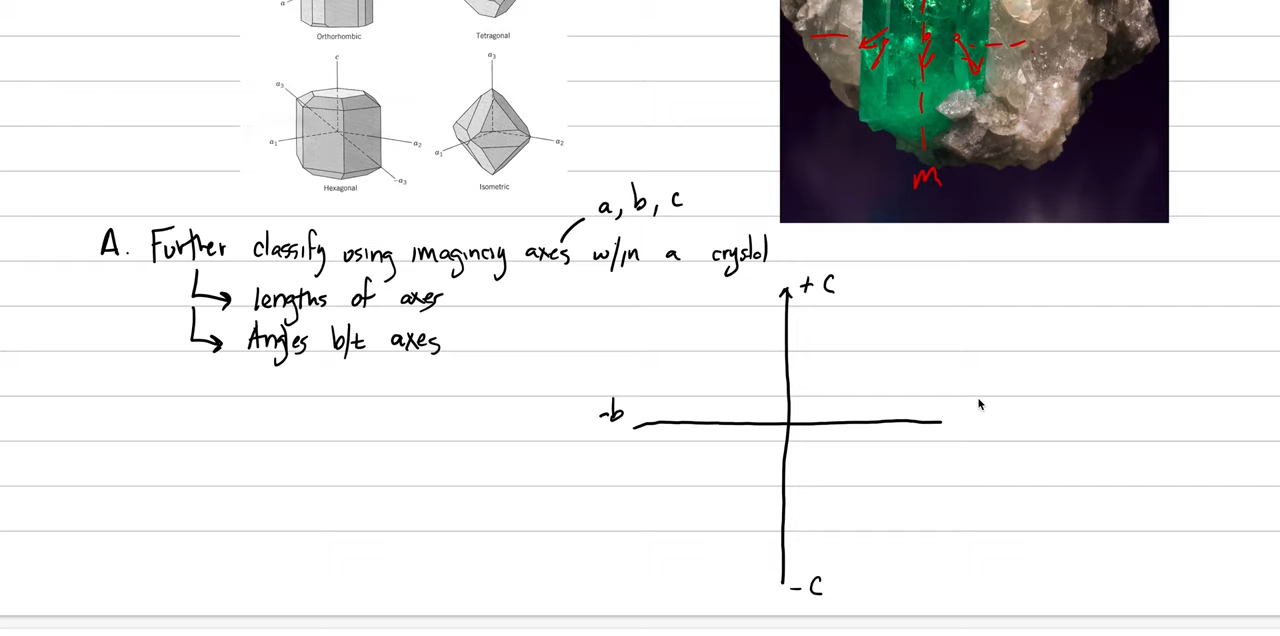 a
Orthorhombic
Tetragonal
c
a₃
a₁
a₂
-a₃
Hexagonal
a₃
a₁
a₂
Isometric
m
a, b, c
A. Further classify using imaginary axes w/in a crystal
lengths of axes
Angles b/t axes
+ C
-b
- C